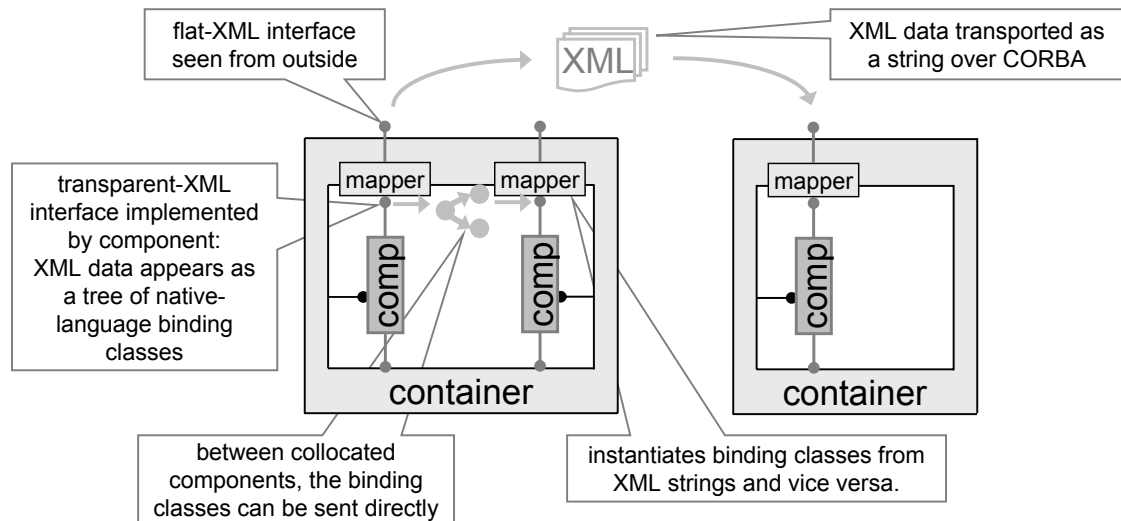 flat-XML interface
seen from outside
XML
XML data transported as
a string over CORBA
mapper
mapper
mapper
transparent-XML
interface implemented
by component:
XML data appears as
a tree of native-
language binding
classes
comp
comp
comp
container
container
between collocated
components, the binding
classes can be sent directly
instantiates binding classes from
XML strings and vice versa.